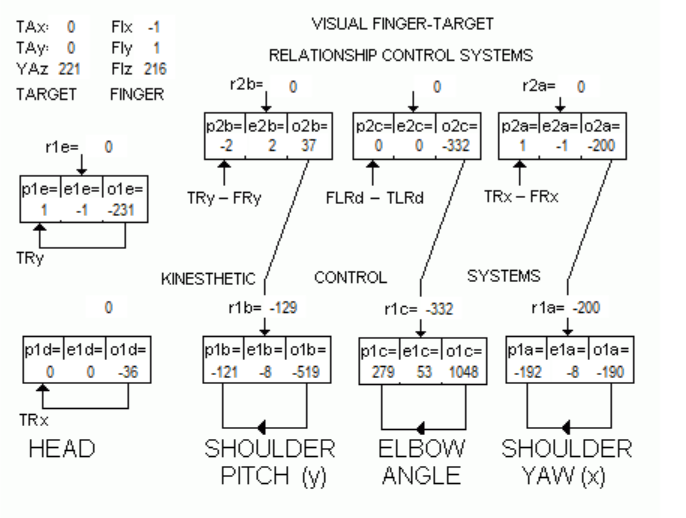 TAx: 0 FIx -1
TAy: 0 FIy 1
YAz 221 FIz 216
TARGET FINGER
VISUAL FINGER-TARGET
RELATIONSHIP CONTROL SYSTEMS
r2b= 0
0
r2a= 0
p2b= e2b= o2b=
-2 2 37
p2c= e2c= o2c=
0 0 -332
p2a= e2a= o2a=
1 -1 -200
r1e= 0
p1e= e1e= o1e=
1 -1 -231
TRy
TRy – FRy
FLRd – TLRd
TRx – FRx
KINESTHETIC CONTROL SYSTEMS
0
r1b= -129
r1c= -332
r1a= -200
p1d= e1d= o1d=
0 0 -36
TRx
p1b= e1b= o1b=
-121 -8 -519
p1c= e1c= o1c=
279 53 1048
p1a= e1a= o1a=
-192 -8 -190
HEAD
SHOULDER
PITCH (y)
ELBOW
ANGLE
SHOULDER
YAW (x)